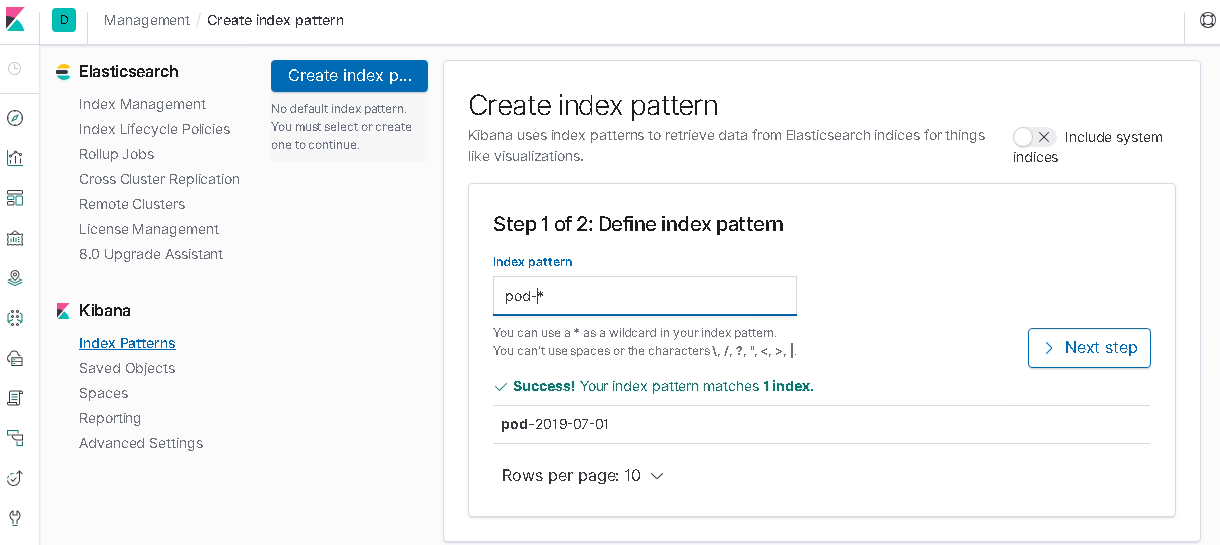 D Management / Create index pattern
Elasticsearch
Index Management
Index Lifecycle Policies
Rollup Jobs
Cross Cluster Replication
Remote Clusters
License Management
8.0 Upgrade Assistant
Kibana
Index Patterns
Saved Objects
Spaces
Reporting
Advanced Settings
Create index p...
No default index pattern.
You must select or create
one to continue.
Create index pattern
Kibana uses index patterns to retrieve data from Elasticsearch indices for things
like visualizations.
Include system
indices
Step 1 of 2: Define index pattern
Index pattern
pod-*
You can use a * as a wildcard in your index pattern.
You can't use spaces or the characters \, /, ?, ", <, >, |.
Next step
Success! Your index pattern matches 1 index.
pod-2019-07-01
Rows per page: 10